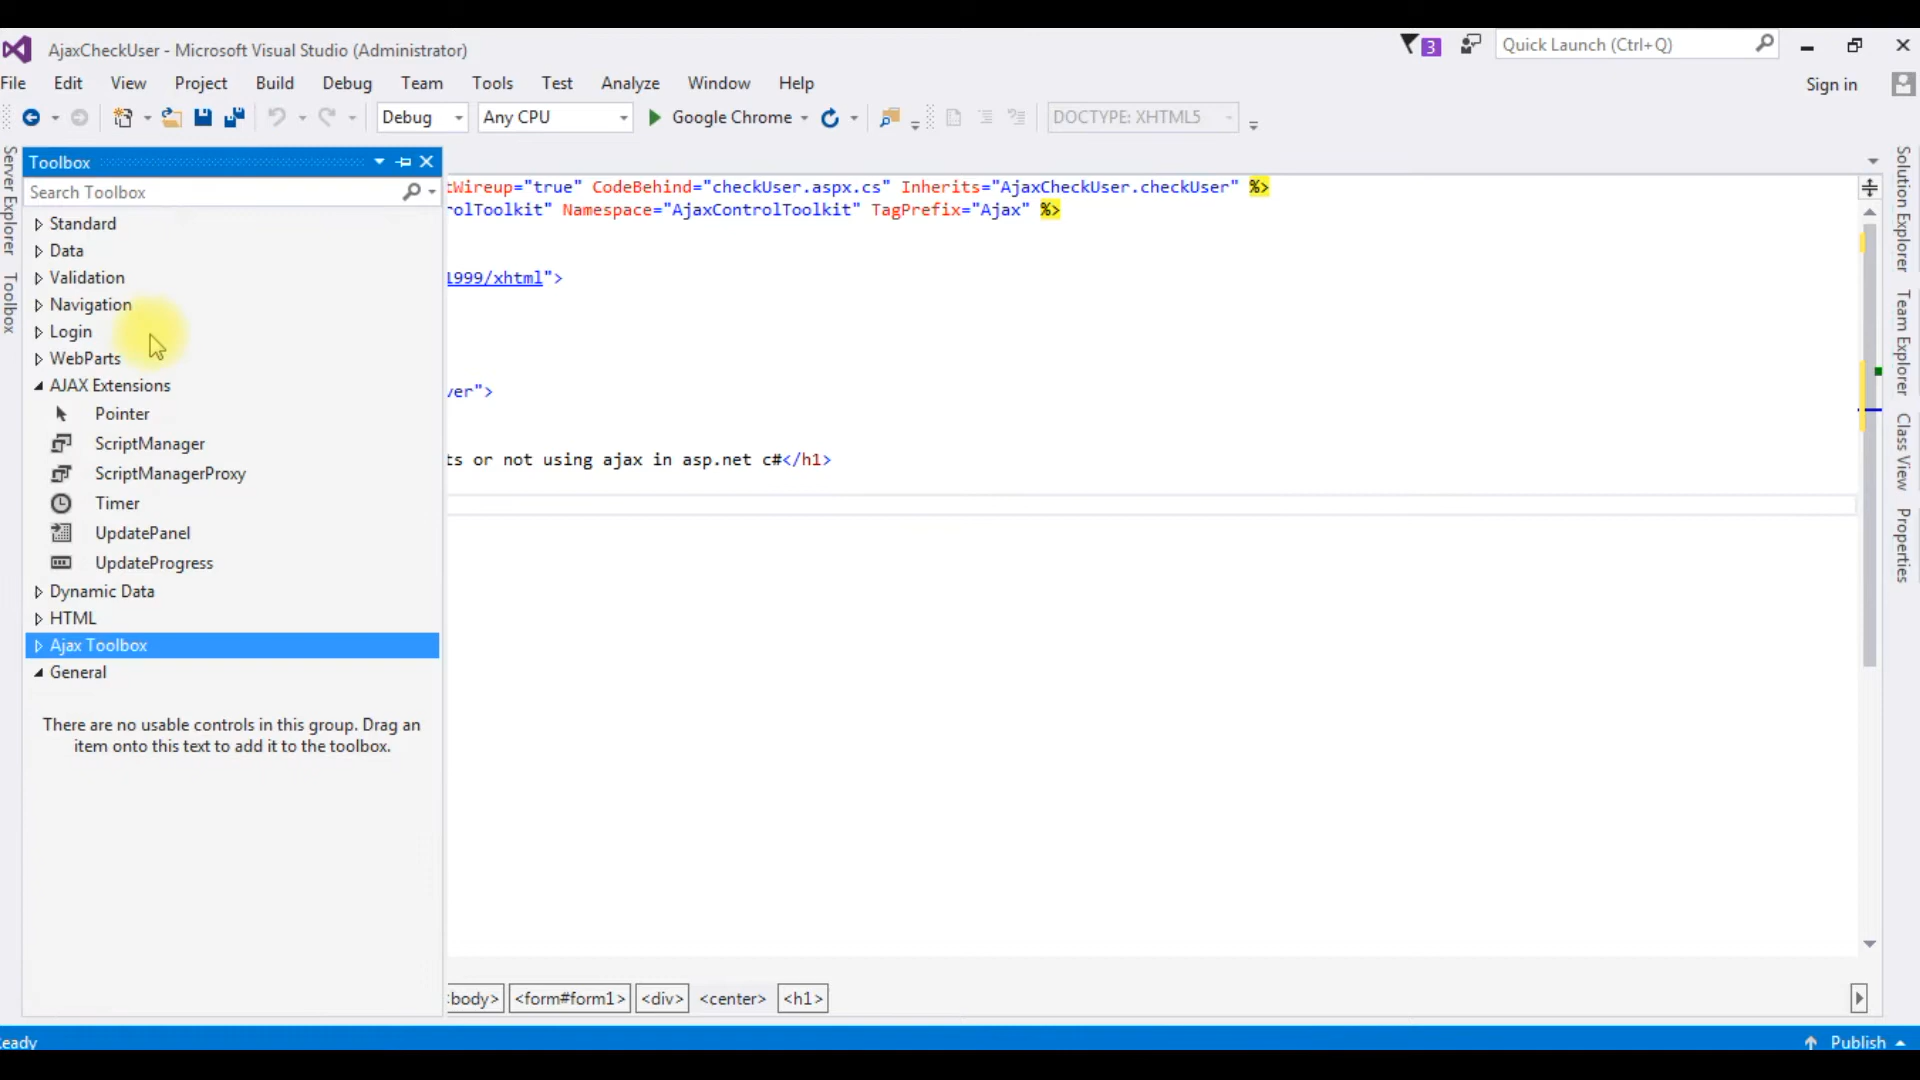 AjaxCheckUser - Microsoft Visual Studio (Administrator)
3
Quick Launch (Ctrl+Q)
File Edit View Project Build Debug Team Tools Test Analyze Window Help
Sign in
Debug
Any CPU
Google Chrome
DOCTYPE: XHTML5
Server Explorer
Toolbox
Toolbox
Search Toolbox
Standard
Data
Validation
Navigation
Login
WebParts
AJAX Extensions
Pointer
ScriptManager
ScriptManagerProxy
Timer
UpdatePanel
UpdateProgress
Dynamic Data
HTML
Ajax Toolbox
General
There are no usable controls in this group. Drag an
item onto this text to add it to the toolbox.
tWireup="true" CodeBehind="checkUser.aspx.cs" Inherits="AjaxCheckUser.checkUser" %>
rolToolkit" Namespace="AjaxControlToolkit" TagPrefix="Ajax" %>
1999/xhtml">
ver">
ts or not using ajax in asp.net c#</h1>
body> <form#form1> <div> <center> <h1>
Solution Explorer
Team Explorer
Class View
Properties
eady
Publish